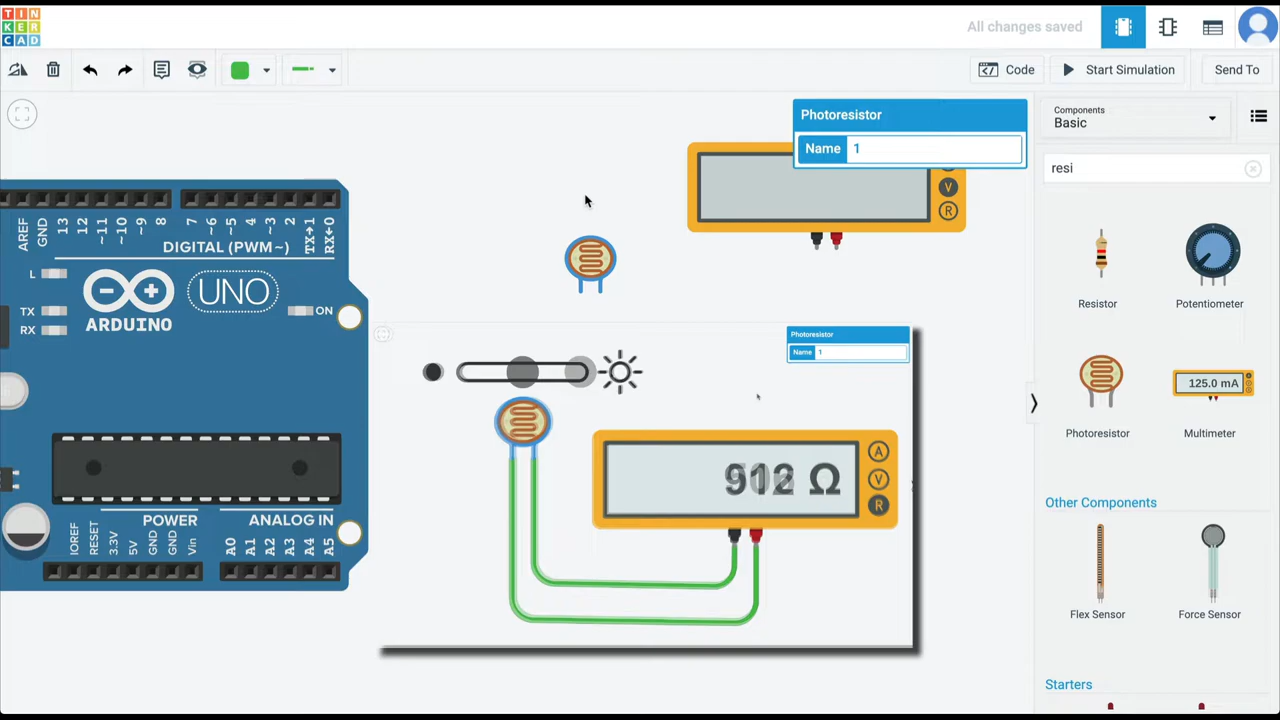 TIN
KER
CAD
All changes saved
Code
Start Simulation
Send To
Photoresistor
Name 1
V
R
Components
Basic
resi
Resistor
Potentiometer
Photoresistor
125.0 mA
Multimeter
Other Components
Flex Sensor
Force Sensor
Starters
AREF
GND
13
12
~11
~10
~9
8
7
~6
~5
4
~3
2
TX→1
RX←0
DIGITAL (PWM~)
L
TX
RX
ARDUINO
UNO
ON
POWER
ANALOG IN
IOREF
RESET
3.3V
5V
GND
GND
Vin
A0
A1
A2
A3
A4
A5
Photoresistor
Name 1
Ω
A
V
R